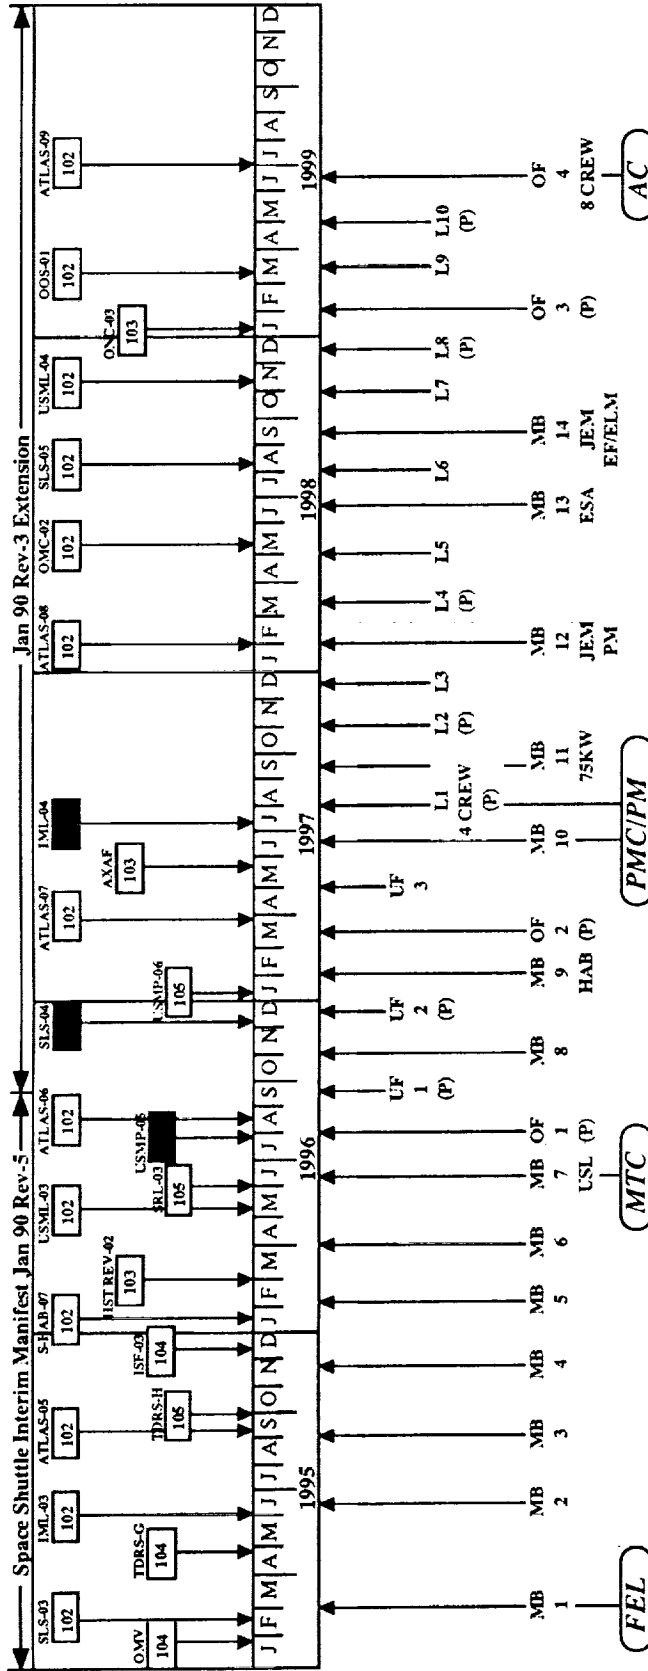 Space Shuttle Interim Manifest Jan 90 Rev-5
Jan 90 Rev-3 Extension
SLS-03
102
OMV
104
TDRS-G
104
IML-03
102
ATLAS-05
102
TDRS-H
105
ISF-03
104
S-HAB-07
102
HST REV-02
103
USML-03
102
SRL-03
105
USMP-05
ATLAS-06
102
SLS-04
USMP-06
105
ATLAS-07
102
AXAF
103
IML-04
ATLAS-08
102
OMC-02
102
SLS-05
102
USML-04
102
103
OOS-01
102
ATLAS-09
102
J F M A M J J A S O N D J F M A M J J A S O N D J F M A M J J A S O N D J F M A M J J A S O N D J F M A M J J A S O N D
1995
1996
1997
1998
1999
MB
1
FEL
MB
2
MB
3
MB
4
MB
5
MB
6
MB
7
USL
MTC
OF
1
(P)
UF
1
(P)
MB
8
UF
2
(P)
MB
9
HAB
OF
2
(P)
UF
3
MB
10
L1
4 CREW
(P)
PMC/PM
MB
11
75KW
L2
(P)
L3
MB
12
JEM
PM
L4
(P)
L5
MB
13
ESA
L6
MB
14
JEM
EF/ELM
L7
L8
(P)
OF
3
(P)
L9
L10
(P)
OF
4
8 CREW
AC